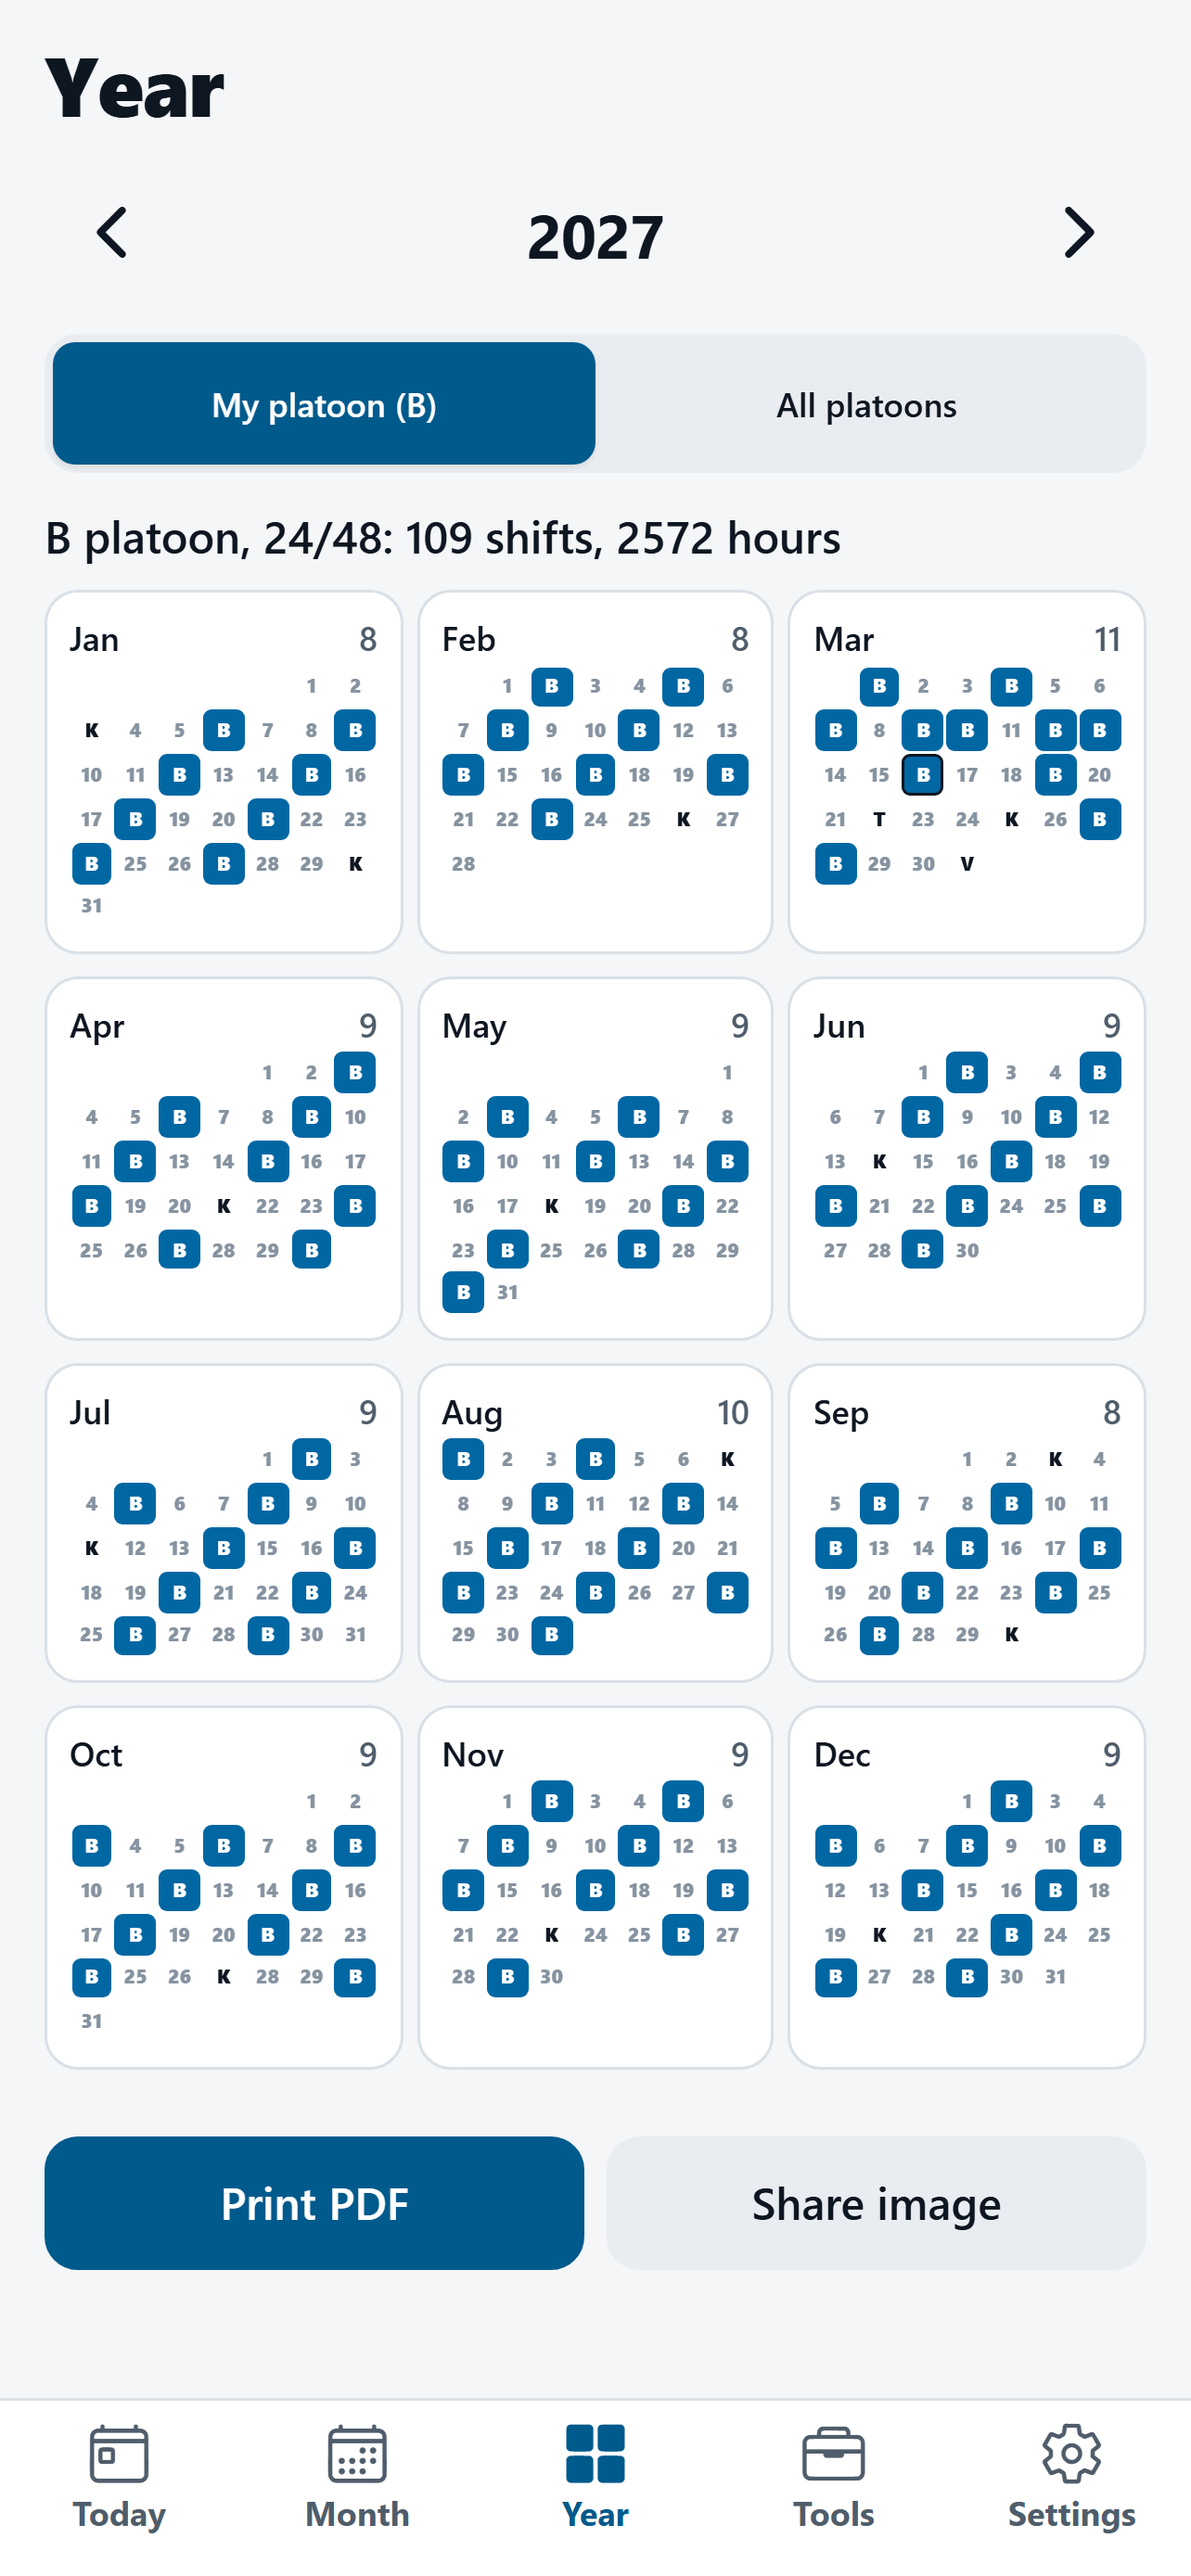 Year
2027
My platoon (B)
All platoons
B platoon, 24/48: 109 shifts, 2572 hours
Jan 8
1 2
K 4 5 B 7 8 B
10 11 B 13 14 B 16
17 B 19 20 B 22 23
B 25 26 B 28 29 K
31
Feb 8
1 B 3 4 B 6
7 B 9 10 B 12 13
B 15 16 B 18 19 B
21 22 B 24 25 K 27
28
Mar 11
B 2 3 B 5 6
B 8 B B 11 B B
14 15 B 17 18 B 20
21 T 23 24 K 26 B
B 29 30 V
Apr 9
1 2 B
4 5 B 7 8 B 10
11 B 13 14 B 16 17
B 19 20 K 22 23 B
25 26 B 28 29 B
May 9
1
2 B 4 5 B 7 8
B 10 11 B 13 14 B
16 17 K 19 20 B 22
23 B 25 26 B 28 29
B 31
Jun 9
1 B 3 4 B
6 7 B 9 10 B 12
13 K 15 16 B 18 19
B 21 22 B 24 25 B
27 28 B 30
Jul 9
1 B 3
4 B 6 7 B 9 10
K 12 13 B 15 16 B
18 19 B 21 22 B 24
25 B 27 28 B 30 31
Aug 10
B 2 3 B 5 6 K
8 9 B 11 12 B 14
15 B 17 18 B 20 21
B 23 24 B 26 27 B
29 30 B
Sep 8
1 2 K 4
5 B 7 8 B 10 11
B 13 14 B 16 17 B
19 20 B 22 23 B 25
26 B 28 29 K
Oct 9
1 2
B 4 5 B 7 8 B
10 11 B 13 14 B 16
17 B 19 20 B 22 23
B 25 26 K 28 29 B
31
Nov 9
1 B 3 4 B 6
7 B 9 10 B 12 13
B 15 16 B 18 19 B
21 22 K 24 25 B 27
28 B 30
Dec 9
1 B 3 4
B 6 7 B 9 10 B
12 13 B 15 16 B 18
19 K 21 22 B 24 25
B 27 28 B 30 31
Print PDF
Share image
Today
Month
Year
Tools
Settings